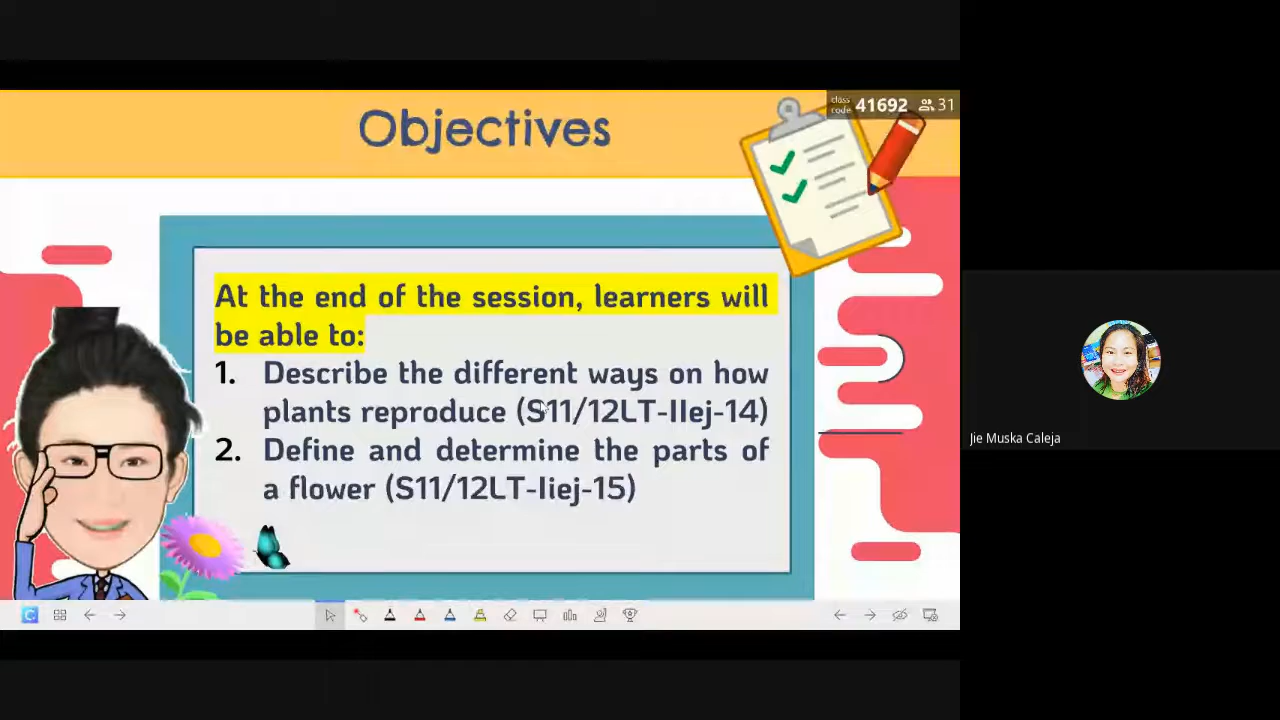 Objectives
class code 41692 31
At the end of the session, learners will
be able to:
1. Describe the different ways on how
plants reproduce (S11/12LT-IIej-14)
2. Define and determine the parts of
a flower (S11/12LT-Iiej-15)
Jie Muska Caleja